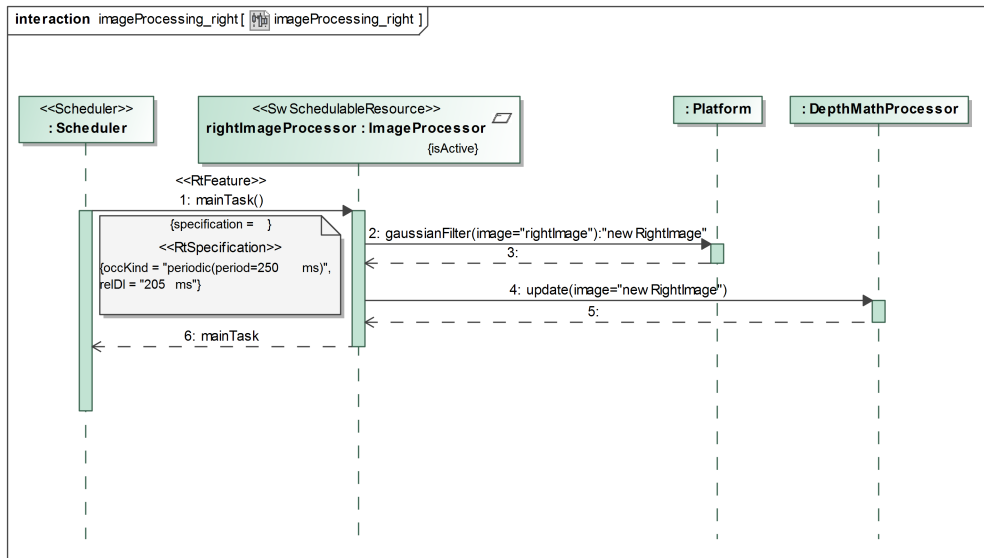 interaction imageProcessing_right [ imageProcessing_right ]
<<Scheduler>>
: Scheduler
<<SwSchedulableResource>>
rightImageProcessor : ImageProcessor
{isActive}
: Platform
: DepthMathProcessor
<<RtFeature>>
1: mainTask()
{specification = }
<<RtSpecification>>
{occKind = "periodic(period=250 ms)",
relDl = "205 ms"}
2: gaussianFilter(image="rightImage"):"new RightImage"
3:
4: update(image="new RightImage")
5:
6: mainTask